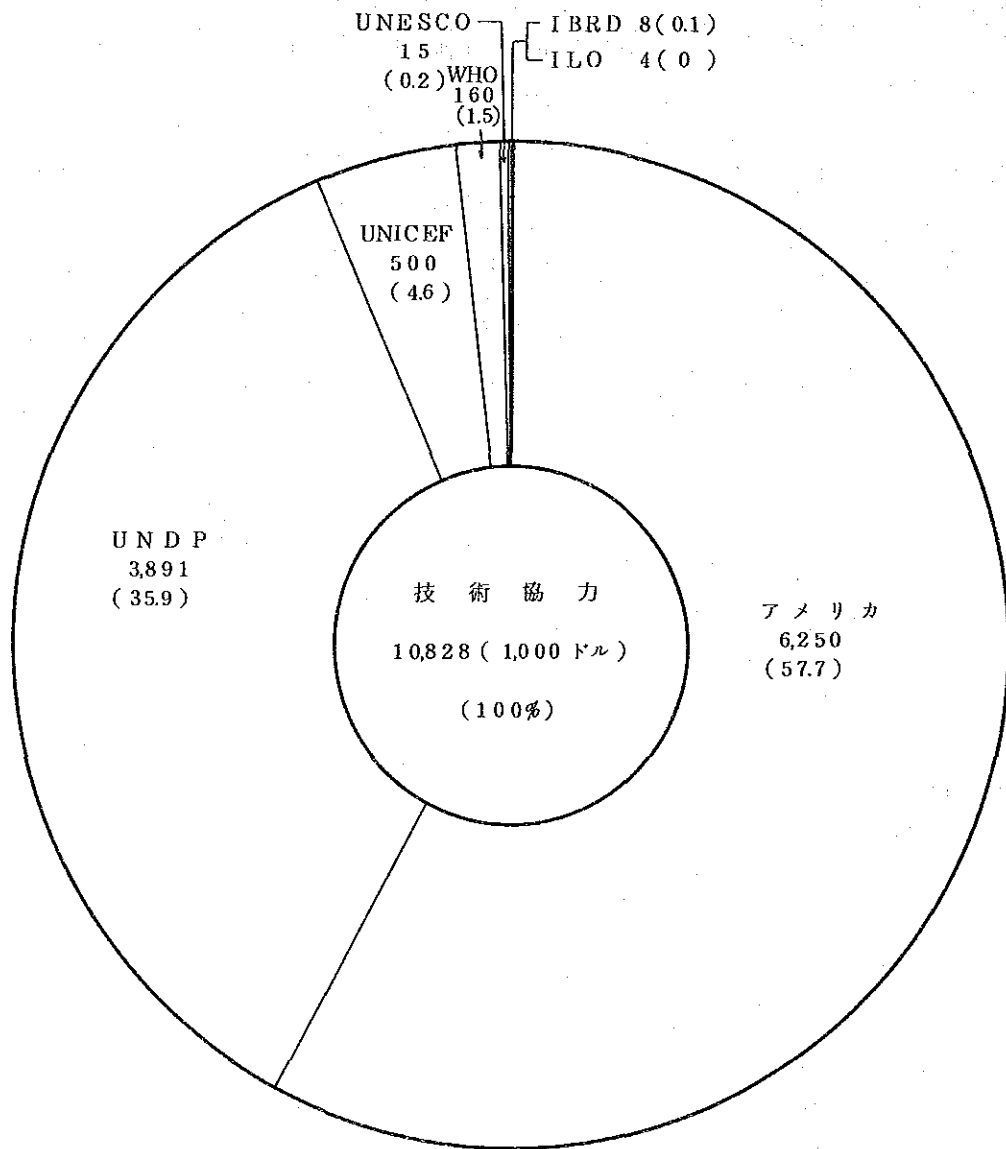 UNESCO
15
(0.2)
IBRD 8(0.1)
ILO 4(0)
WHO
160
(1.5)
UNICEF
500
(4.6)
UNDP
3,891
(35.9)
技術協力
10,828(1,000ドル)
(100%)
アメリカ
6,250
(57.7)